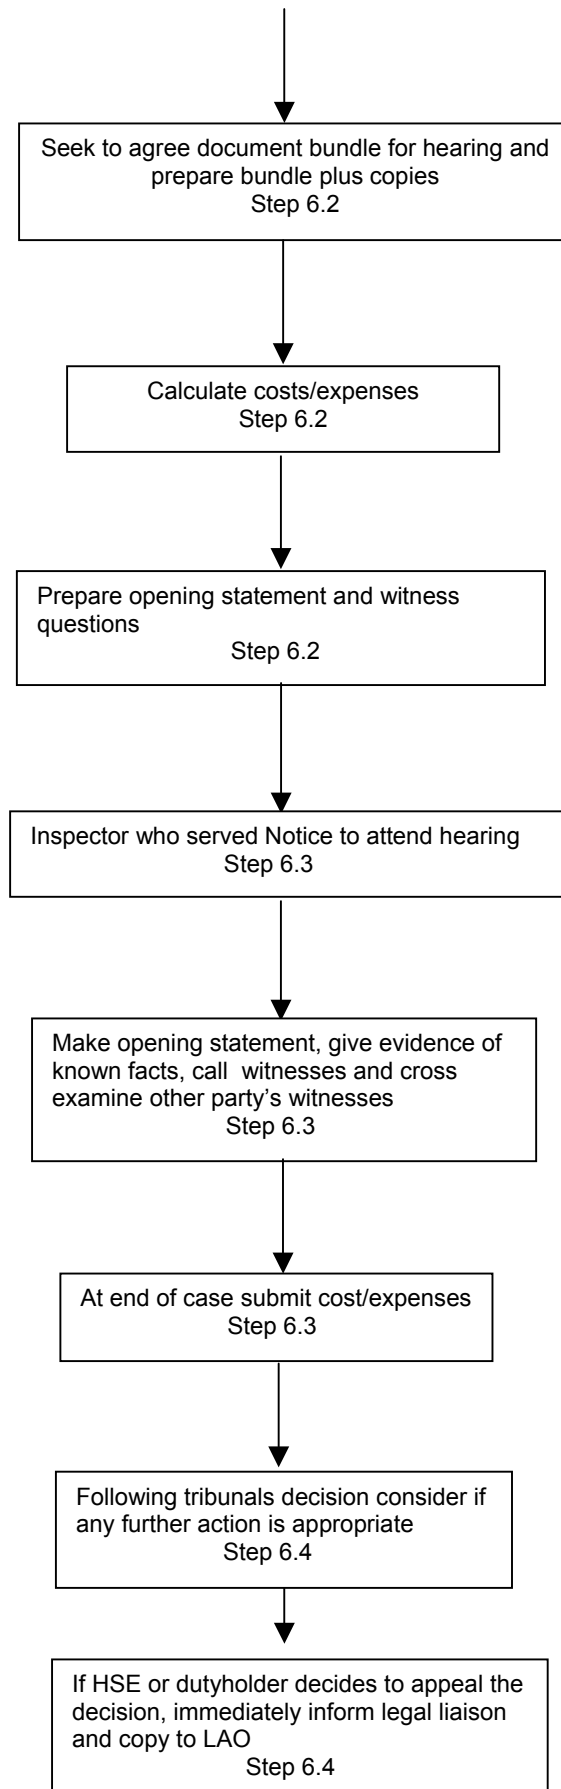 Seek to agree document bundle for hearing and
prepare bundle plus copies
Step 6.2
Calculate costs/expenses
Step 6.2
Prepare opening statement and witness
questions
Step 6.2
Inspector who served Notice to attend hearing
Step 6.3
Make opening statement, give evidence of
known facts, call witnesses and cross
examine other party’s witnesses
Step 6.3
At end of case submit cost/expenses
Step 6.3
Following tribunals decision consider if
any further action is appropriate
Step 6.4
If HSE or dutyholder decides to appeal the
decision, immediately inform legal liaison
and copy to LAO
Step 6.4